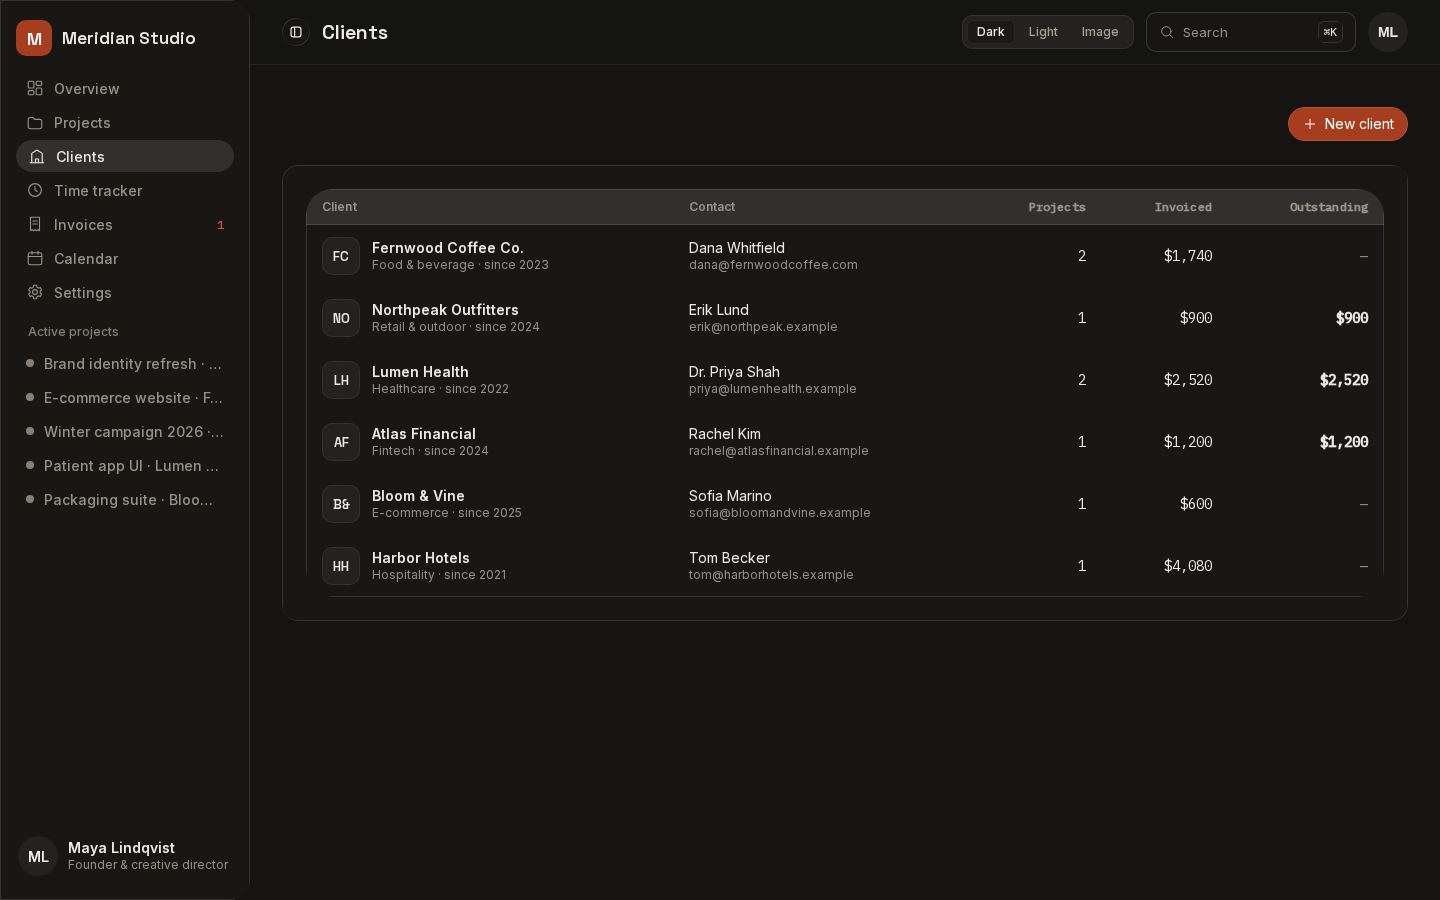 M Meridian Studio
Overview
Projects
Clients
Time tracker
Invoices 1
Calendar
Settings
Active projects
Brand identity refresh · ...
E-commerce website · F...
Winter campaign 2026 ·...
Patient app UI · Lumen ...
Packaging suite · Bloo...
ML Maya Lindqvist
Founder & creative director
Clients
Dark Light Image
Search ⌘K
ML
+ New client
Client Contact Projects Invoiced Outstanding
FC Fernwood Coffee Co. Dana Whitfield 2 $1,740 —
Food & beverage · since 2023 dana@fernwoodcoffee.com
NO Northpeak Outfitters Erik Lund 1 $900 $900
Retail & outdoor · since 2024 erik@northpeak.example
LH Lumen Health Dr. Priya Shah 2 $2,520 $2,520
Healthcare · since 2022 priya@lumenhealth.example
AF Atlas Financial Rachel Kim 1 $1,200 $1,200
Fintech · since 2024 rachel@atlasfinancial.example
B& Bloom & Vine Sofia Marino 1 $600 —
E-commerce · since 2025 sofia@bloomandvine.example
HH Harbor Hotels Tom Becker 1 $4,080 —
Hospitality · since 2021 tom@harborhotels.example